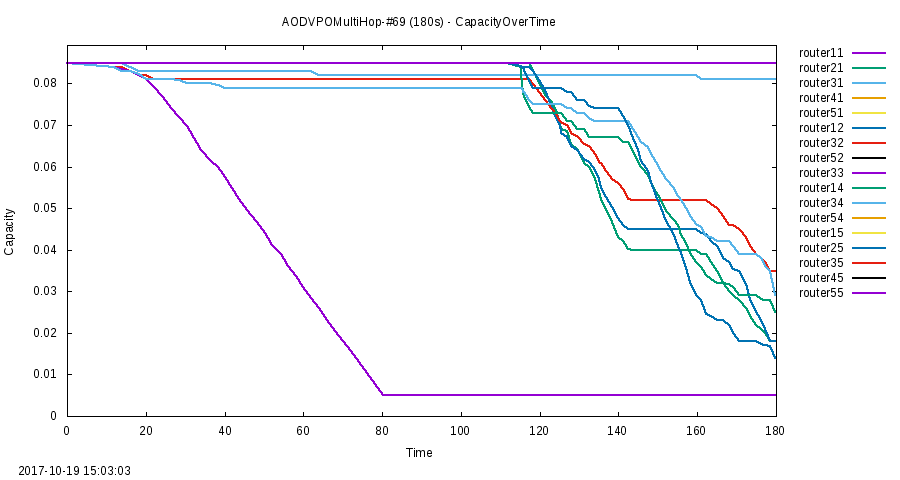 AODVPOMultiHop-#69 (180s) - CapacityOverTime
router11
router21
router31
router41
router51
router12
router32
router52
router33
router14
router34
router54
router15
router25
router35
router45
router55
Capacity
0.08
0.07
0.06
0.05
0.04
0.03
0.02
0.01
0
0 20 40 60 80 100 120 140 160 180
Time
2017-10-19 15:03:03